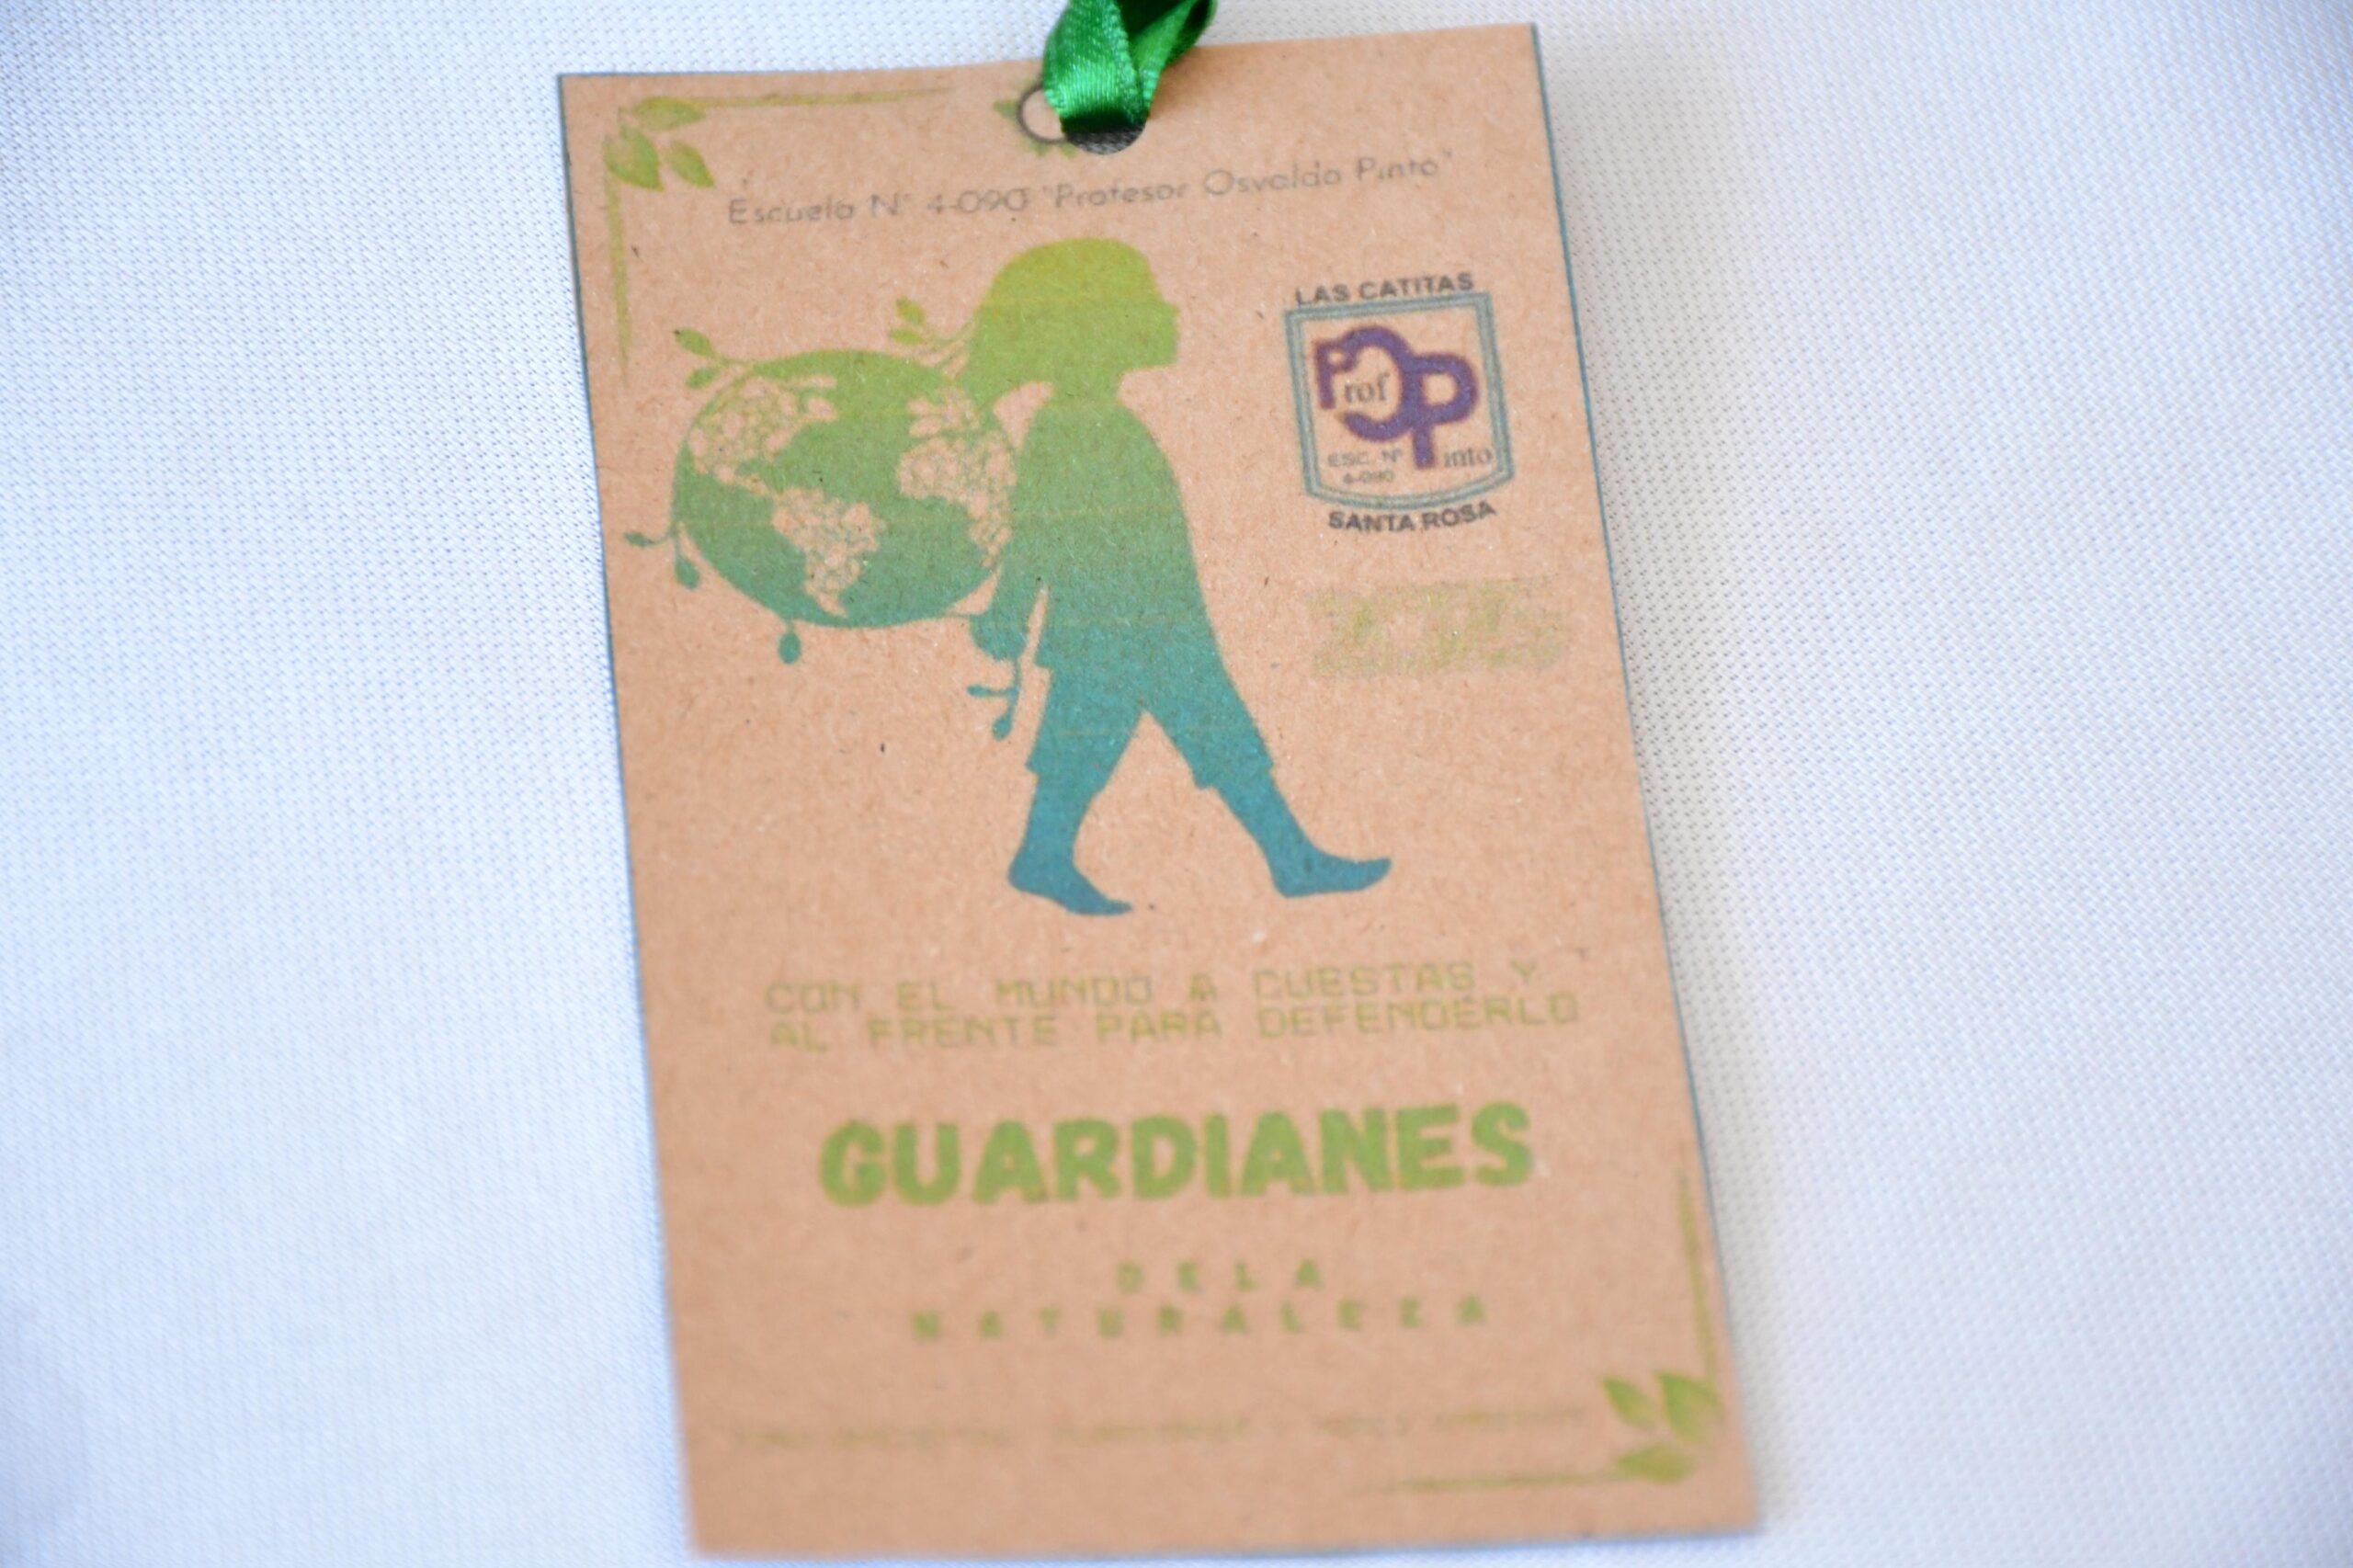 Escuela N° 4-090 "Profesor Osvaldo Pinto"
LAS CATITAS
Prof OP
ESC. N° Pinto
4-090
SANTA ROSA
CON EL MUNDO A CUESTAS Y
AL FRENTE PARA DEFENDERLO
GUARDIANES
DE LA
NATURALEZA